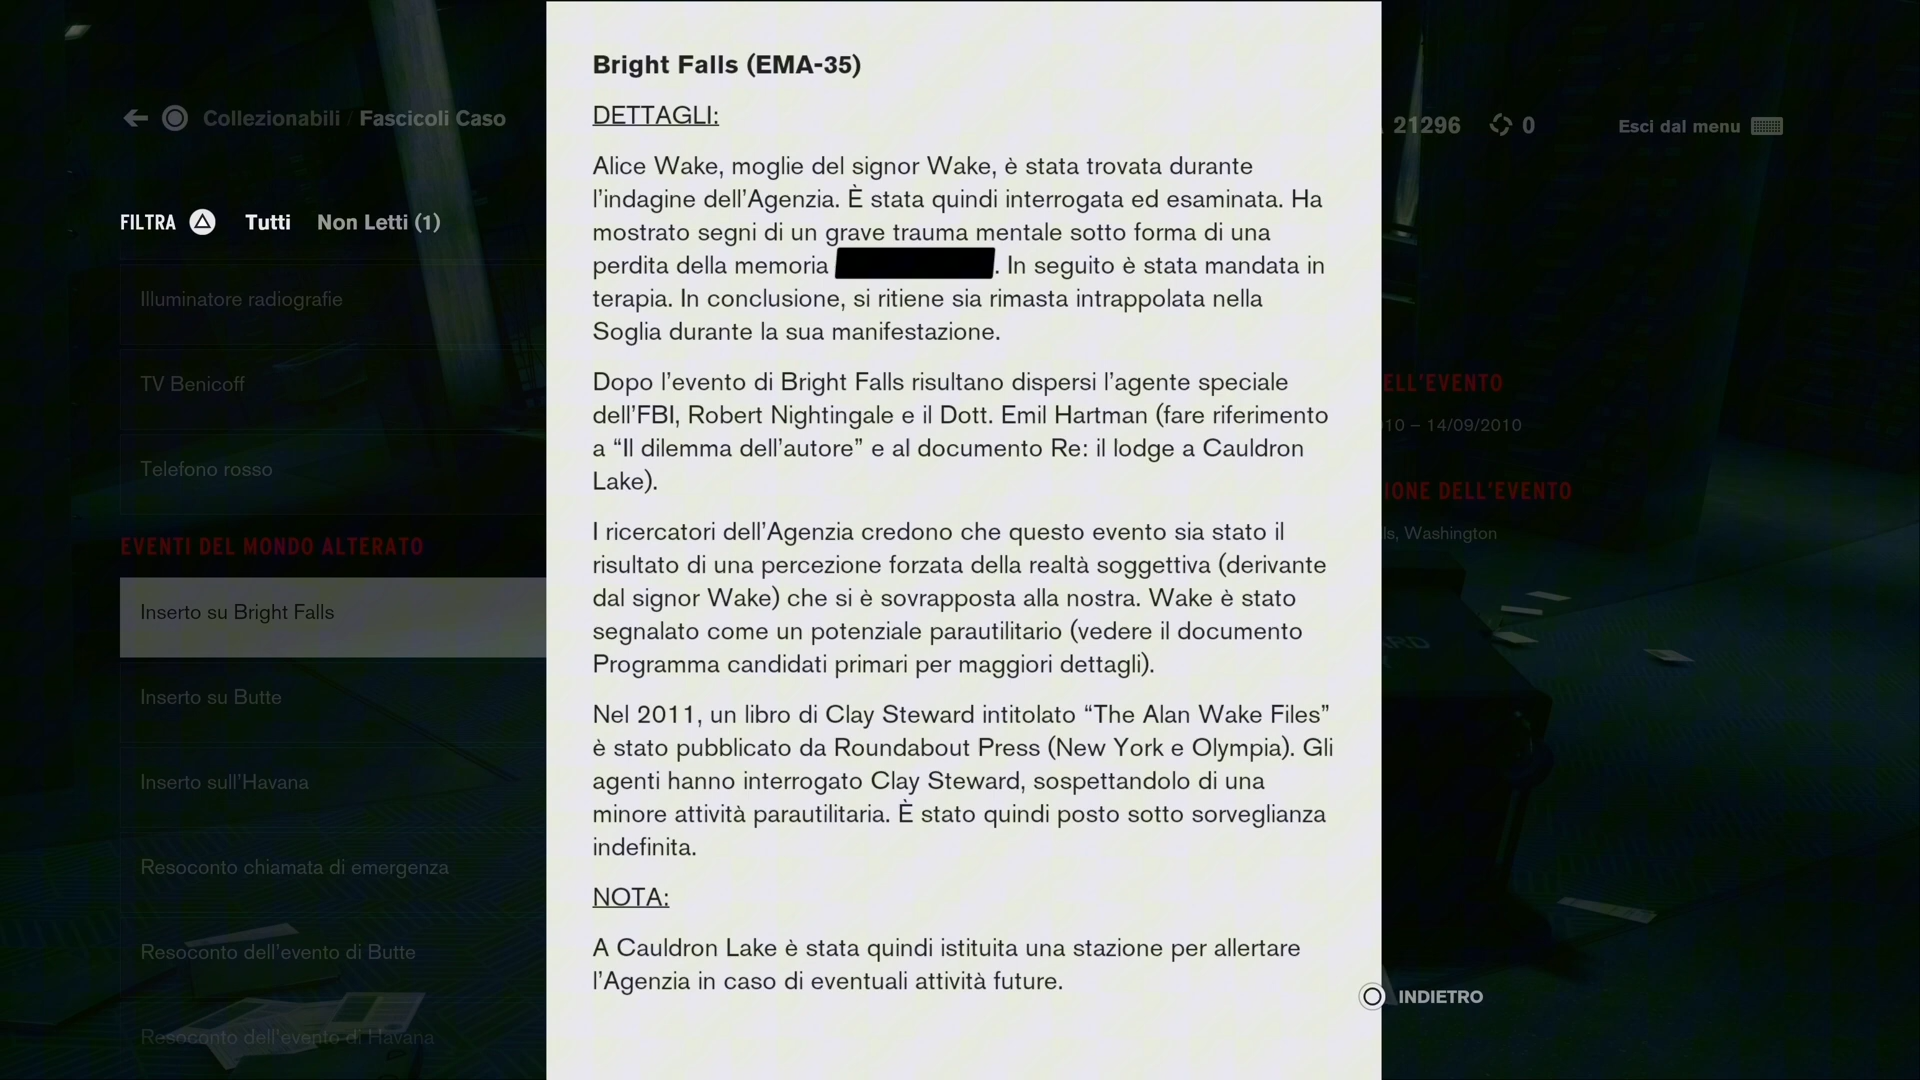 Collezionabili / Fascicoli Caso
21296
0
Esci dal menu
FILTRA
Tutti
Non Letti (1)
Illuminatore radiografie
TV Benicoff
Telefono rosso
EVENTI DEL MONDO ALTERATO
Inserto su Bright Falls
Inserto su Butte
Inserto sull'Havana
Resoconto chiamata di emergenza
Resoconto dell'evento di Butte
Resoconto dell'evento di Havana
Bright Falls (EMA-35)
DETTAGLI:
Alice Wake, moglie del signor Wake, è stata trovata durante
l'indagine dell'Agenzia. È stata quindi interrogata ed esaminata. Ha
mostrato segni di un grave trauma mentale sotto forma di una
perdita della memoria . In seguito è stata mandata in
terapia. In conclusione, si ritiene sia rimasta intrappolata nella
Soglia durante la sua manifestazione.
Dopo l'evento di Bright Falls risultano dispersi l'agente speciale
dell'FBI, Robert Nightingale e il Dott. Emil Hartman (fare riferimento
a “Il dilemma dell'autore” e al documento Re: il lodge a Cauldron
Lake).
I ricercatori dell'Agenzia credono che questo evento sia stato il
risultato di una percezione forzata della realtà soggettiva (derivante
dal signor Wake) che si è sovrapposta alla nostra. Wake è stato
segnalato come un potenziale parautilitario (vedere il documento
Programma candidati primari per maggiori dettagli).
Nel 2011, un libro di Clay Steward intitolato “The Alan Wake Files”
è stato pubblicato da Roundabout Press (New York e Olympia). Gli
agenti hanno interrogato Clay Steward, sospettandolo di una
minore attività parautilitaria. È stato quindi posto sotto sorveglianza
indefinita.
NOTA:
A Cauldron Lake è stata quindi istituita una stazione per allertare
l'Agenzia in caso di eventuali attività future.
ELL'EVENTO
10 – 14/09/2010
IONE DELL'EVENTO
ls, Washington
INDIETRO